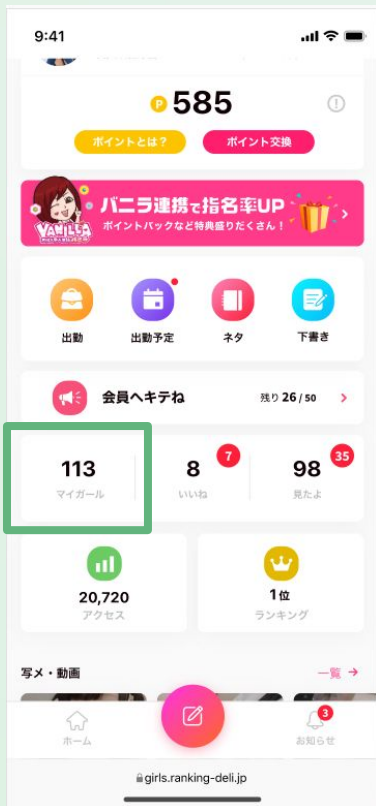 9:41
P 585
ポイントとは？ ポイント交換
バニラ連携で指名率UP
ポイントバックなど特典盛りだくさん！
VANILLA
出勤 出勤予定 ネタ 下書き
会員へキテね 残り 26 / 50
113 8 7 98 35
マイガール いいね 見たよ
20,720 1位
アクセス ランキング
写メ・動画 一覧
3
ホーム お知らせ
girls.ranking-deli.jp